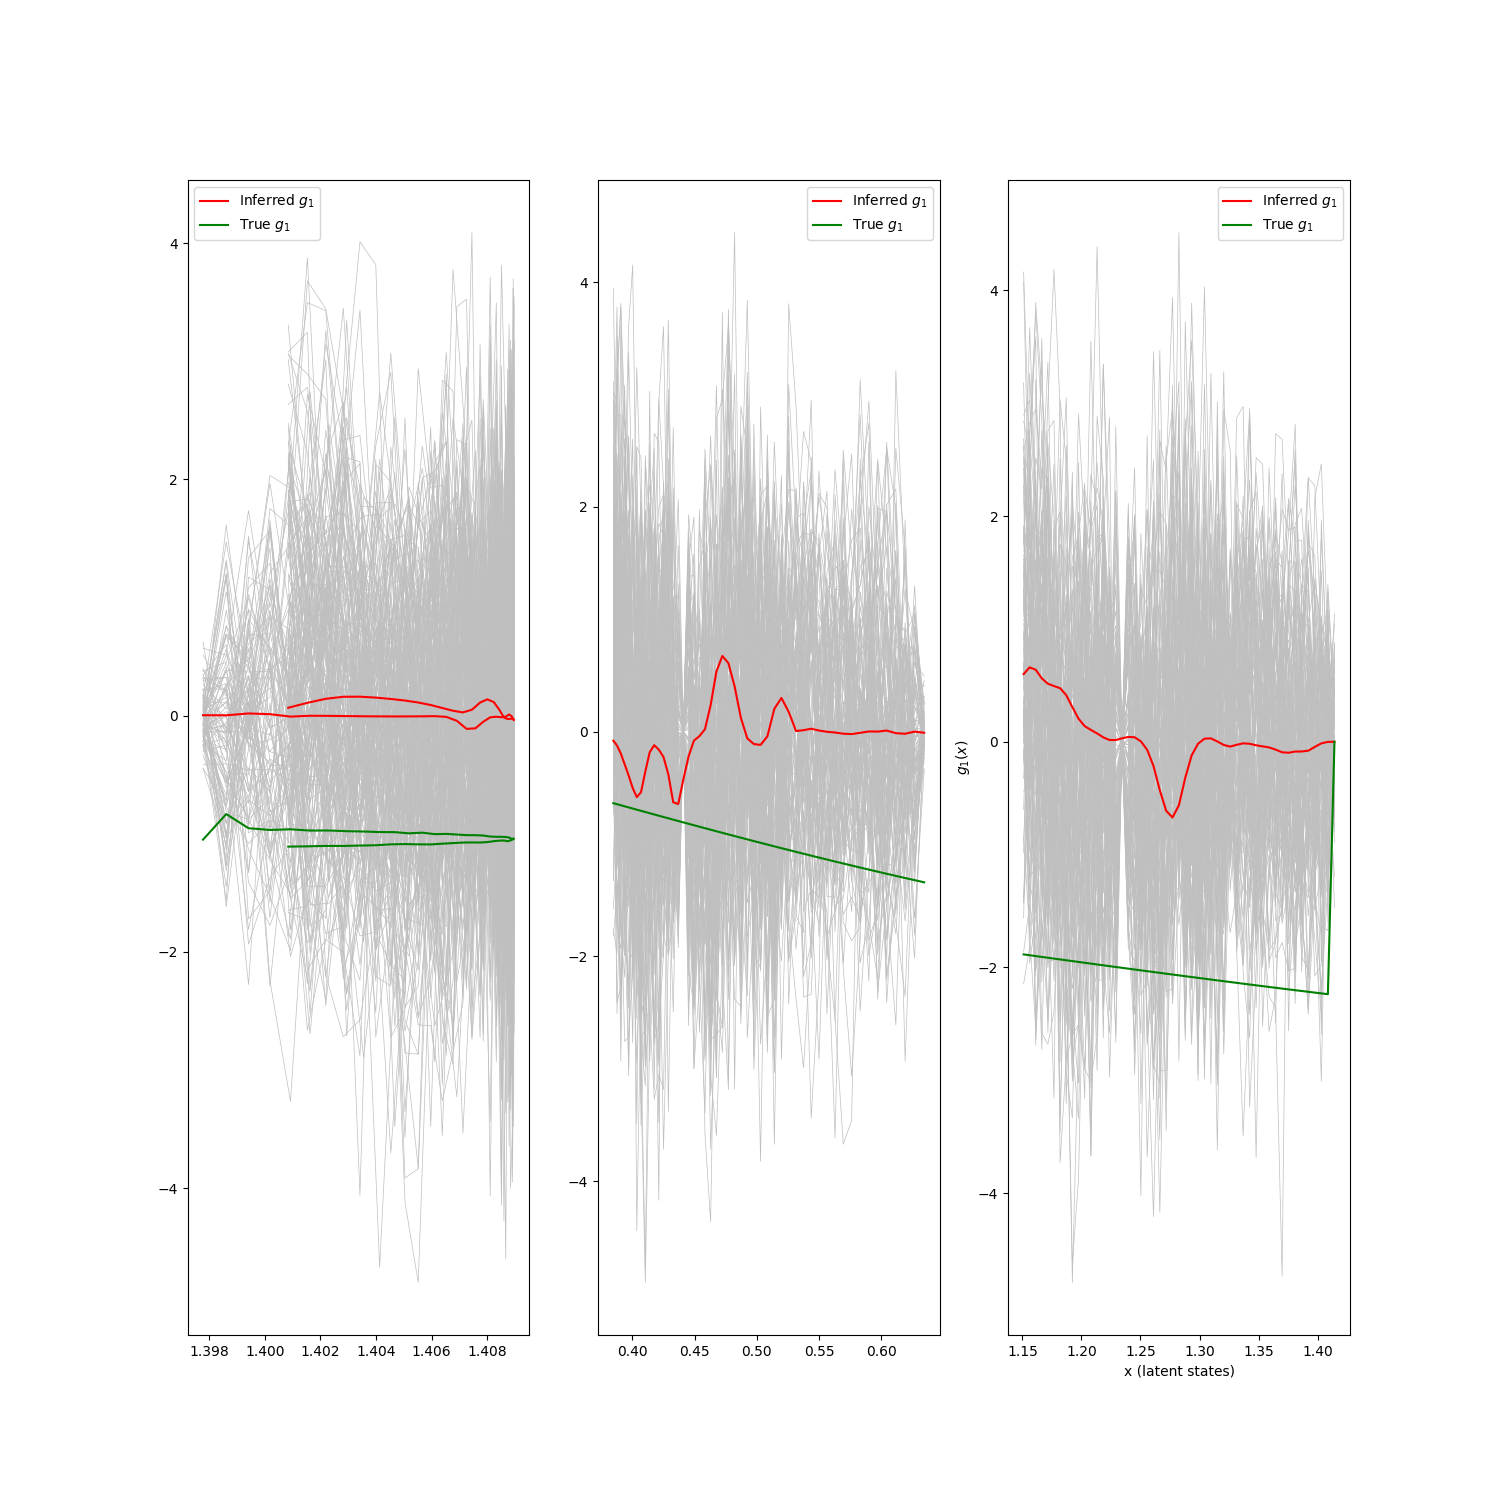 Inferred g₁
True g₁
4
2
0
−2
−4
1.398 1.400 1.402 1.404 1.406 1.408
Inferred g₁
True g₁
4
2
0
−2
−4
0.40 0.45 0.50 0.55 0.60
Inferred g₁
True g₁
g₁(x)
4
2
0
−2
−4
1.15 1.20 1.25 1.30 1.35 1.40
x (latent states)